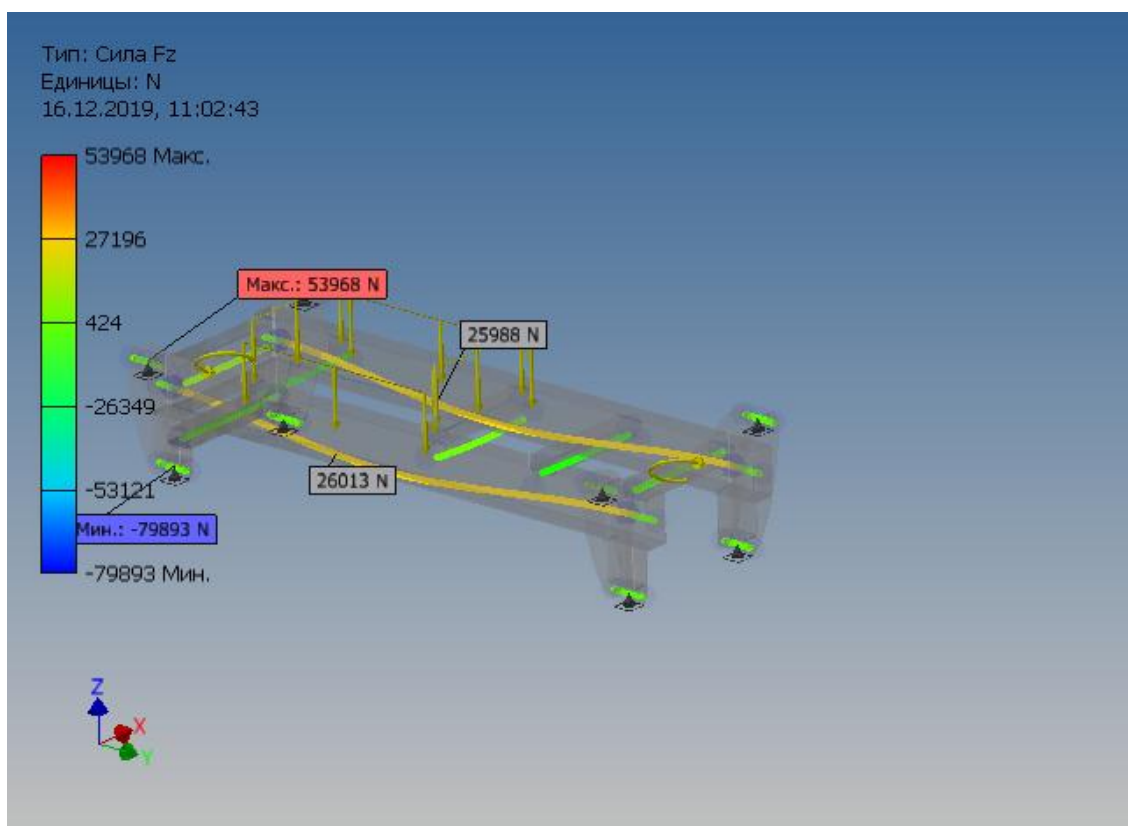 Тип: Сила Fz
Единицы: N
16.12.2019, 11:02:43
53968 Макс.
27196
424
-26349
-53121
-79893 Мин.
Макс.: 53968 N
25988 N
26013 N
Мин.: -79893 N
Z
X
Y